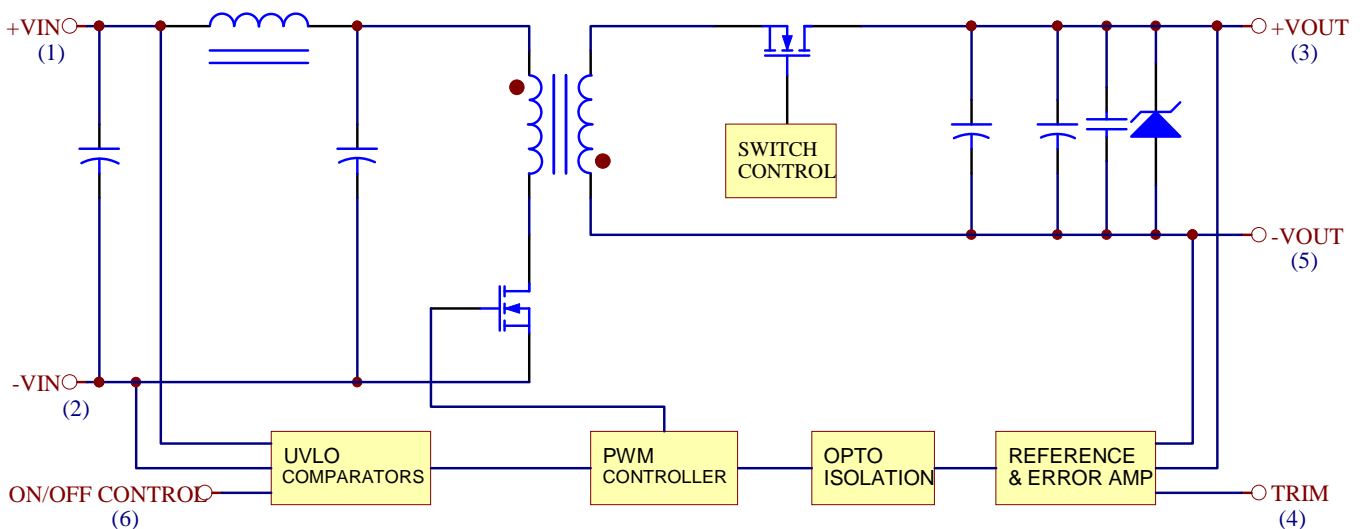 +VIN
(1)
+VOUT
(3)
SWITCH
CONTROL
-VOUT
(5)
-VIN
(2)
UVLO
COMPARATORS
PWM
CONTROLLER
OPTO
ISOLATION
REFERENCE
& ERROR AMP
ON/OFF CONTROL
(6)
TRIM
(4)